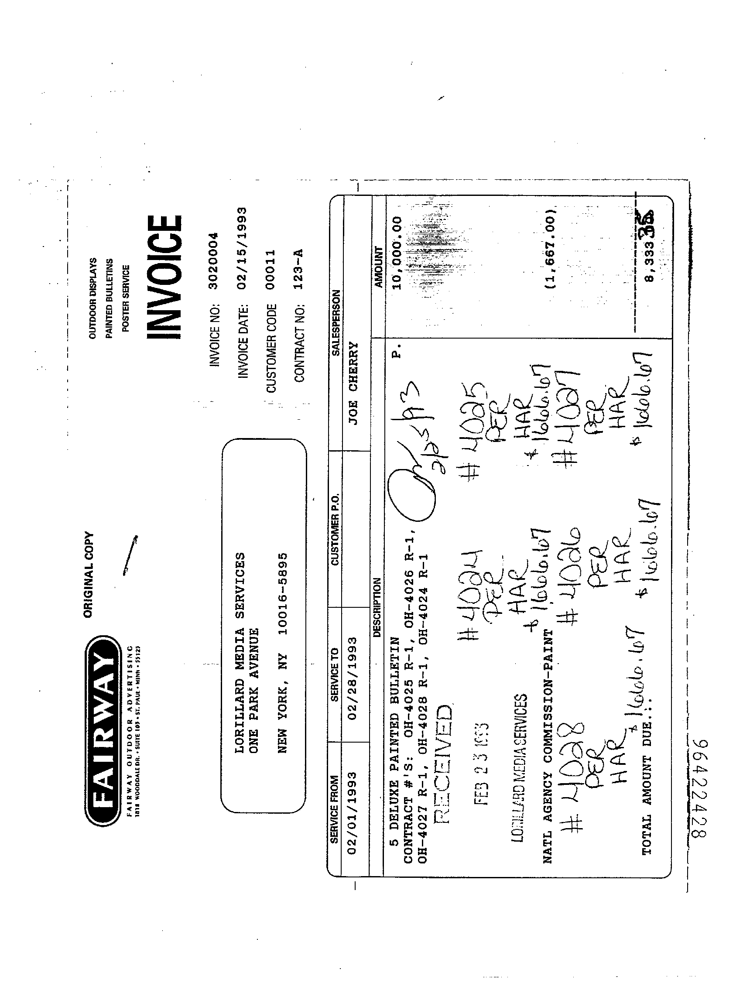 FAIRWAY
FAIRWAY OUTDOOR ADVERTISING
ORIGINAL COPY
OUTDOOR DISPLAYS
PAINTED BULLETINS
POSTER SERVICE
INVOICE
INVOICE NO: 3020004
INVOICE DATE: 02/15/1993
CUSTOMER CODE 00011
CONTRACT NO: 123-A
LORILLARD MEDIA SERVICES
ONE PARK AVENUE
NEW YORK, NY 10016-5895
SERVICE FROM SERVICE TO CUSTOMER P.O. SALESPERSON
02/01/1993 02/28/1993 JOE CHERRY
DESCRIPTION AMOUNT
5 DELUXE PAINTED BULLETIN P. 10,000.00
CONTRACT #'S: OH-4025 R-1, OH-4026 R-1,
OH-4027 R-1, OH-4028 R-1, OH-4024 R-1
2/25/93
RECEIVED
FEB 23 1993
LORILLARD MEDIA SERVICES
# 4024
PER
HAR
$ 1666.67
# 4025
PER
HAR
$ 1666.67
NATL AGENCY COMMISSION-PAINT (1,667.00)
# 4028
PER
HAR
$ 1666.67
# 4026
PER
HAR
$ 1666.67
# 4027
PER
HAR
$ 1666.67
TOTAL AMOUNT DUE.:. 8,333.35
96422428